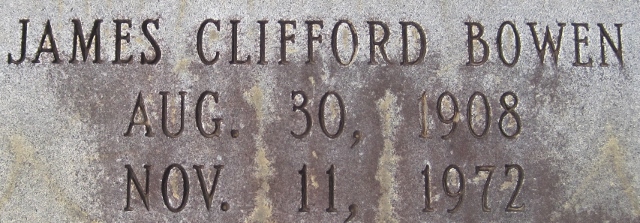 JAMES CLIFFORD BOWEN
AUG. 30, 1908
NOV. 11, 1972